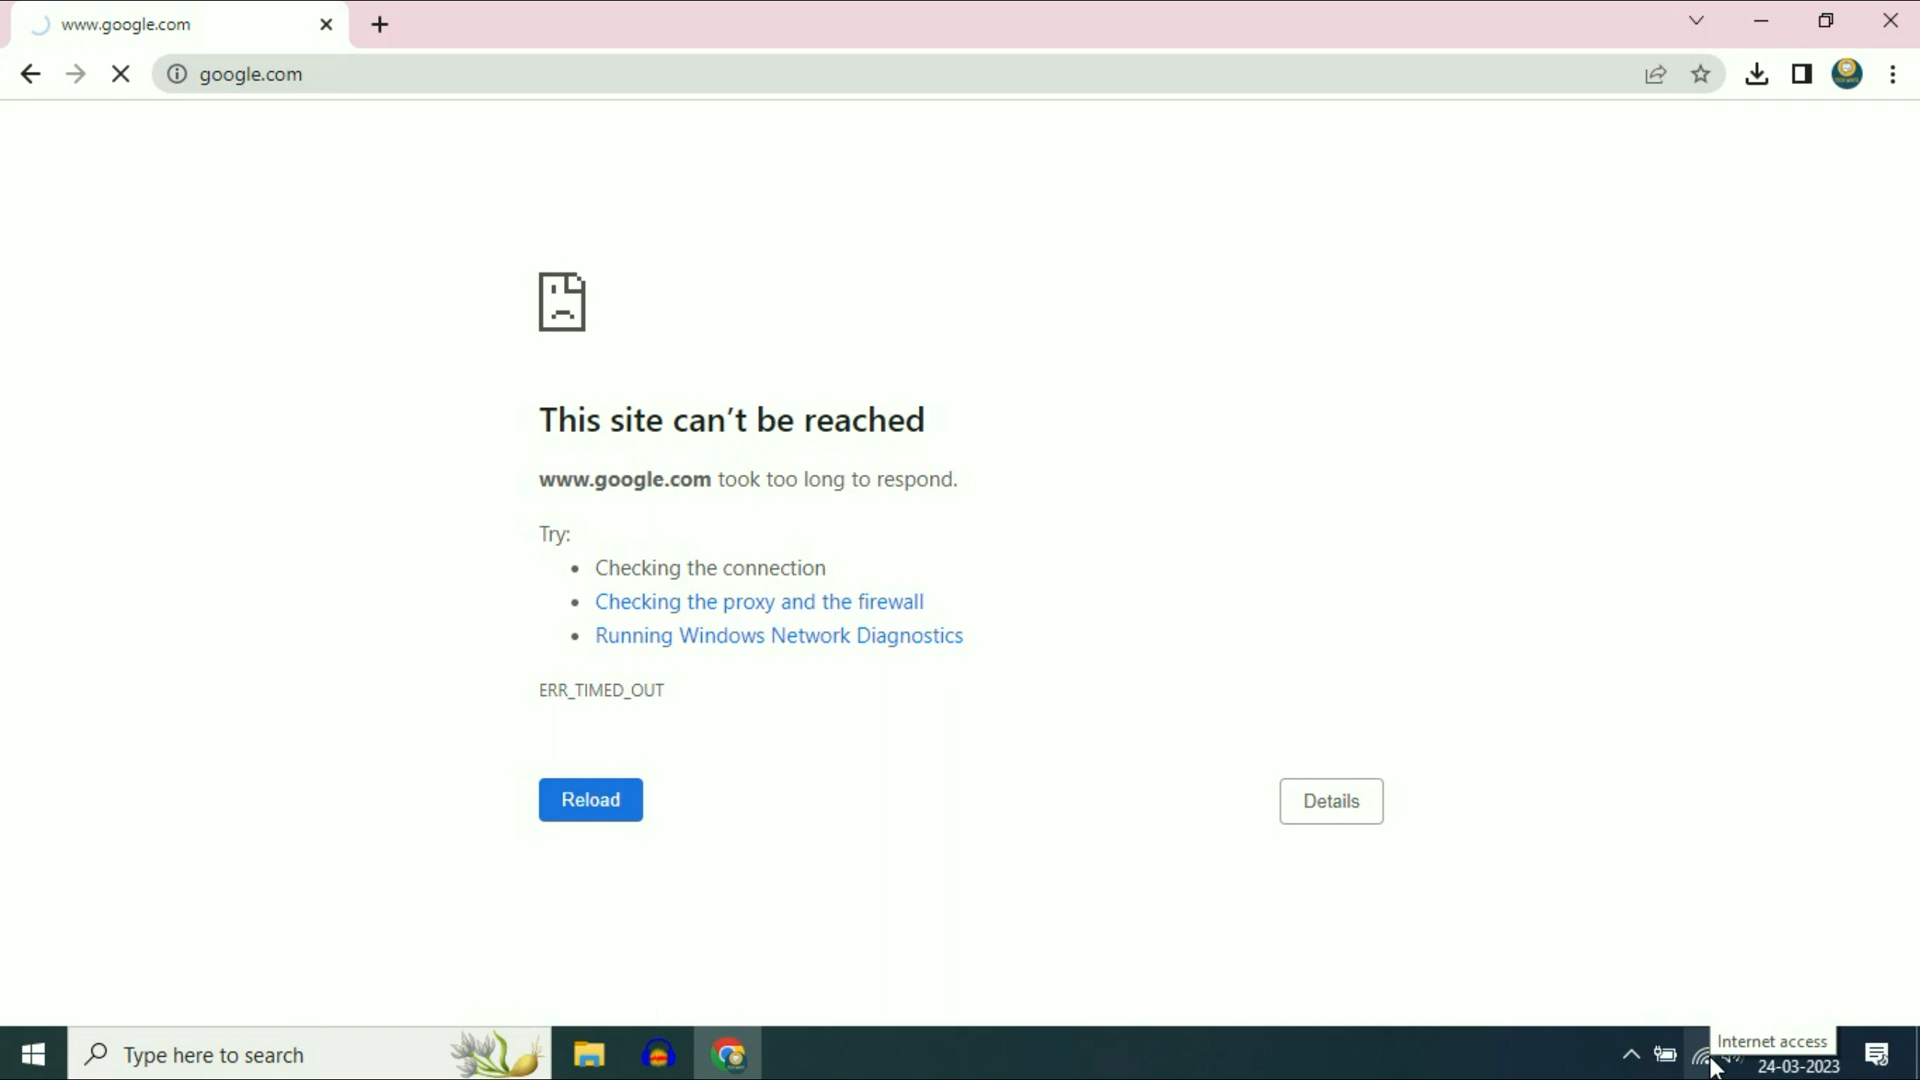 www.google.com
google.com
This site can’t be reached
www.google.com took too long to respond.
Try:
Checking the connection
Checking the proxy and the firewall
Running Windows Network Diagnostics
ERR_TIMED_OUT
Reload
Details
Type here to search
Internet access
24-03-2023